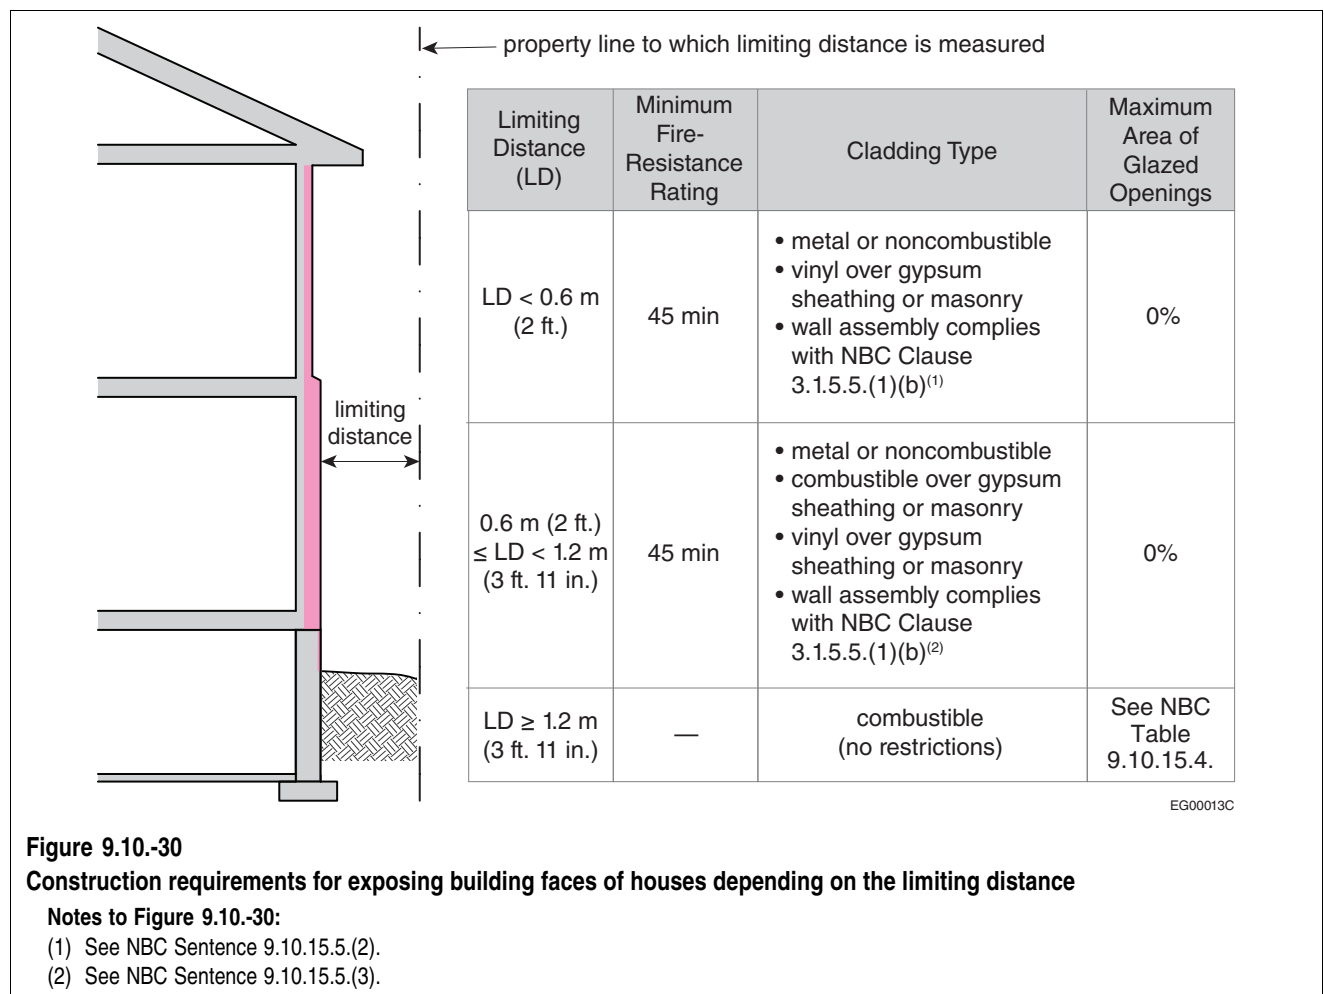 property line to which limiting distance is measured
Limiting
Distance
(LD)
Minimum
Fire-
Resistance
Rating
Cladding Type
Maximum
Area of
Glazed
Openings
LD < 0.6 m
(2 ft.)
45 min
• metal or noncombustible
• vinyl over gypsum
sheathing or masonry
• wall assembly complies
with NBC Clause
3.1.5.5.(1)(b)(1)
0%
limiting
distance
0.6 m (2 ft.)
≤ LD < 1.2 m
(3 ft. 11 in.)
45 min
• metal or noncombustible
• combustible over gypsum
sheathing or masonry
• vinyl over gypsum
sheathing or masonry
• wall assembly complies
with NBC Clause
3.1.5.5.(1)(b)(2)
0%
LD ≥ 1.2 m
(3 ft. 11 in.)
—
combustible
(no restrictions)
See NBC
Table
9.10.15.4.
EG00013C
Figure 9.10.-30
Construction requirements for exposing building faces of houses depending on the limiting distance
Notes to Figure 9.10.-30:
(1) See NBC Sentence 9.10.15.5.(2).
(2) See NBC Sentence 9.10.15.5.(3).